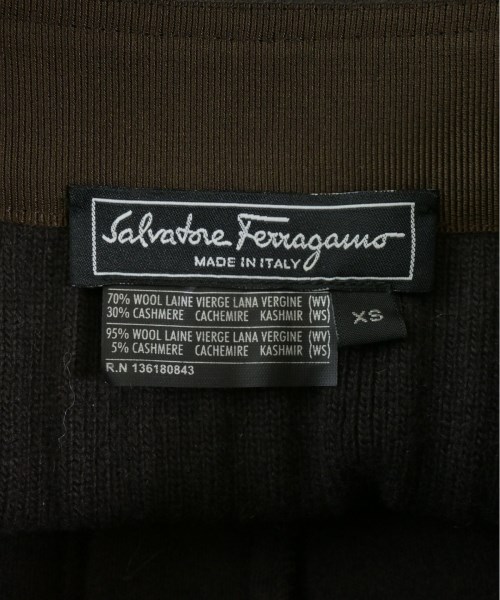 Salvatore Ferragamo
MADE IN ITALY
70% WOOL LAINE VIERGE LANA VERGINE (WV)
30% CASHMERE CACHEMIRE KASHMIR (WS)
95% WOOL LAINE VIERGE LANA VERGINE (WV)
5% CASHMERE CACHEMIRE KASHMIR (WS)
R.N 136180843
XS